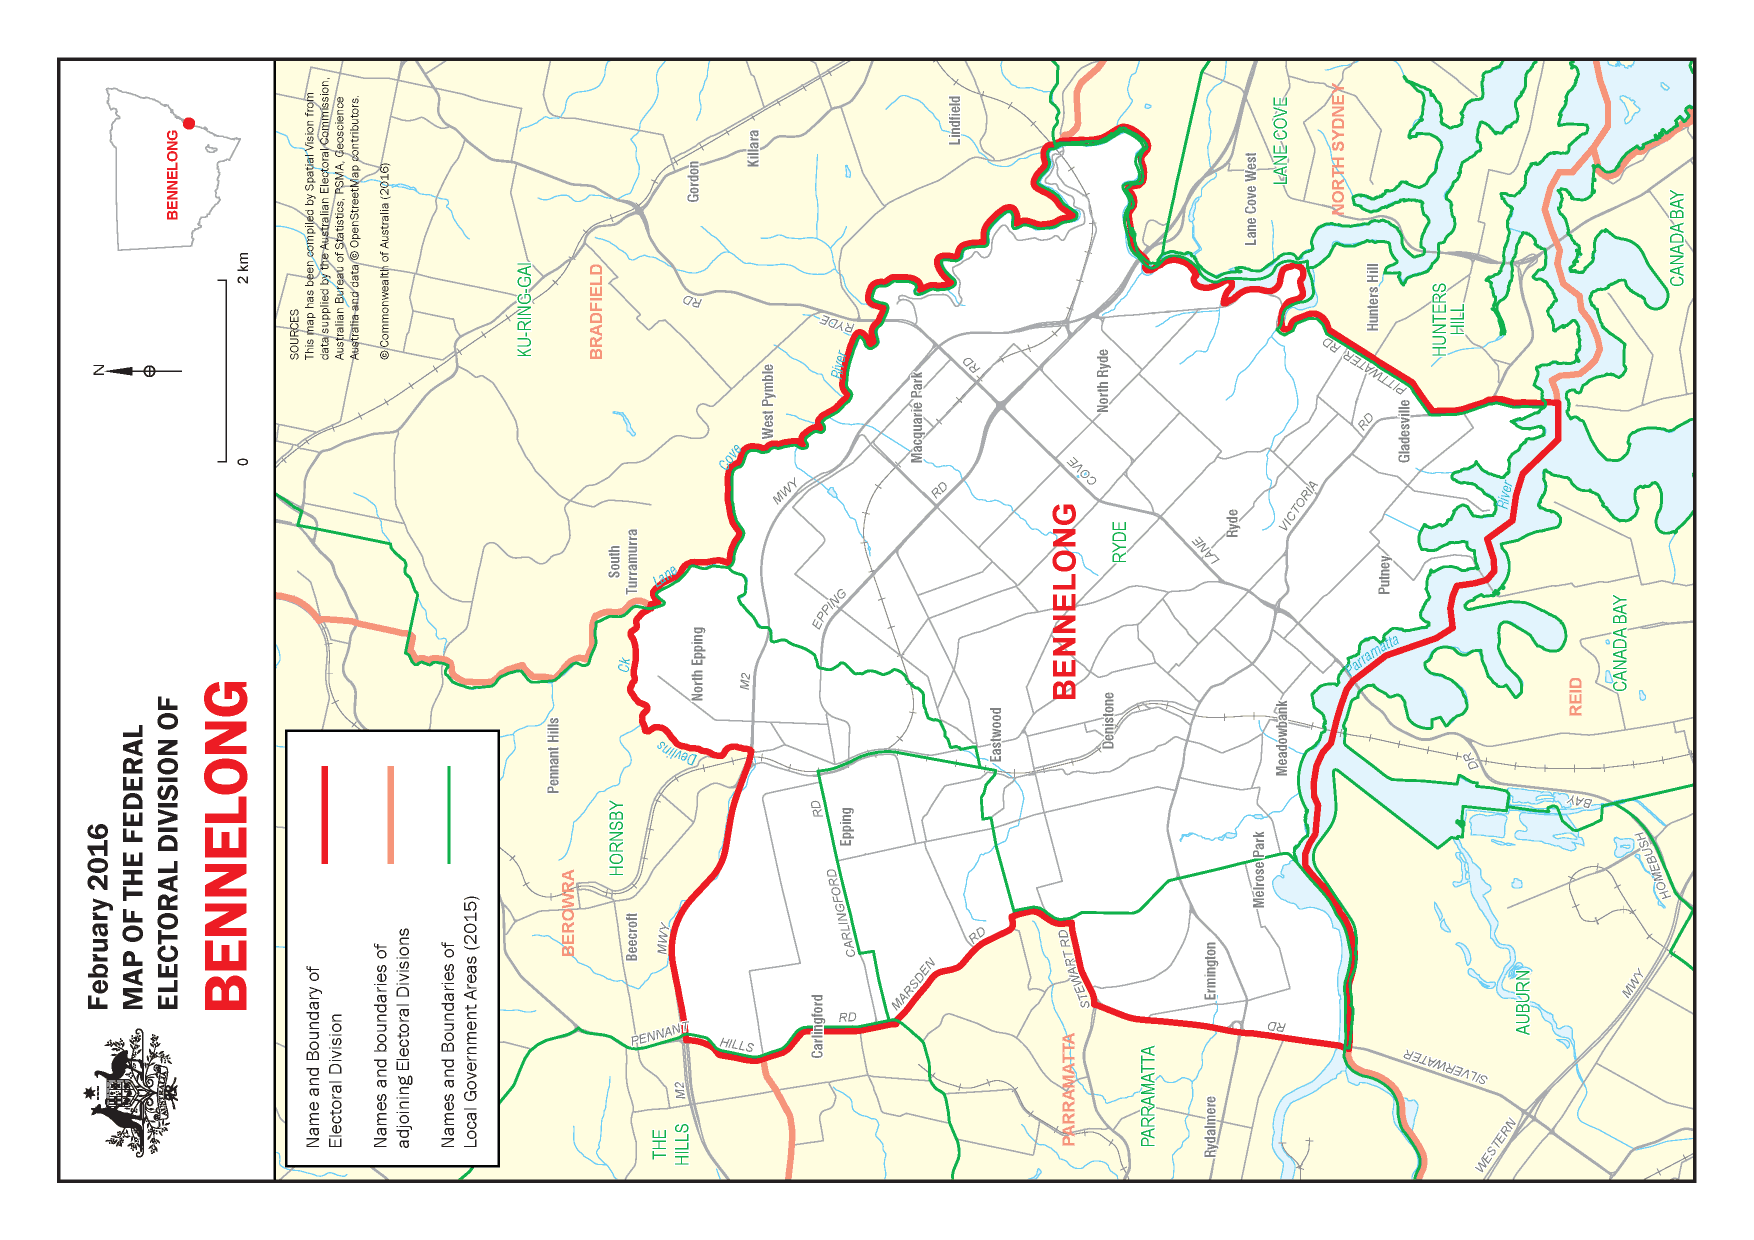 February 2016
MAP OF THE FEDERAL
ELECTORAL DIVISION OF
BENNELONG
N
0
2 km
BENNELONG
Name and Boundary of
Electoral Division
Names and boundaries of
adjoining Electoral Divisions
Names and Boundaries of
Local Government Areas (2015)
SOURCES
This map has been compiled by Spatial Vision from
data supplied by the Australian Electoral Commission,
Australian Bureau of Statistics, PSMA, Geoscience
Australia and data © OpenStreetMap contributors.
© Commonwealth of Australia (2016)
KU-RING-GAI
BRADFIELD
Gordon
Killara
Lindfield
RD
RYDE
West Pymble
River
Cove
Lane
South
Turramurra
Ck
Devlins
Pennant Hills
North Epping
M2
MWY
EPPING
RD
Macquarie Park
RD
North Ryde
COVE
LANE
Lane Cove West
LANE COVE
NORTH SYDNEY
Hunters Hill
HUNTERS
HILL
CANADA BAY
PITTWATER RD
Gladesville
RD
VICTORIA
Ryde
RYDE
BENNELONG
Putney
River
Parramatta
Denistone
Eastwood
Meadowbank
CANADA BAY
REID
HORNSBY
BEROWRA
Beecroft
MWY
RD
Epping
CARLINGFORD
Carlingford
RD
MARSDEN
RD
STEWART RD
Melrose Park
Ermington
RD
PENNANT
HILLS
M2
THE
HILLS
PARRAMATTA
PARRAMATTA
Rydalmere
SILVERWATER
WESTERN
MWY
AUBURN
HOMEBUSH
BAY
DR